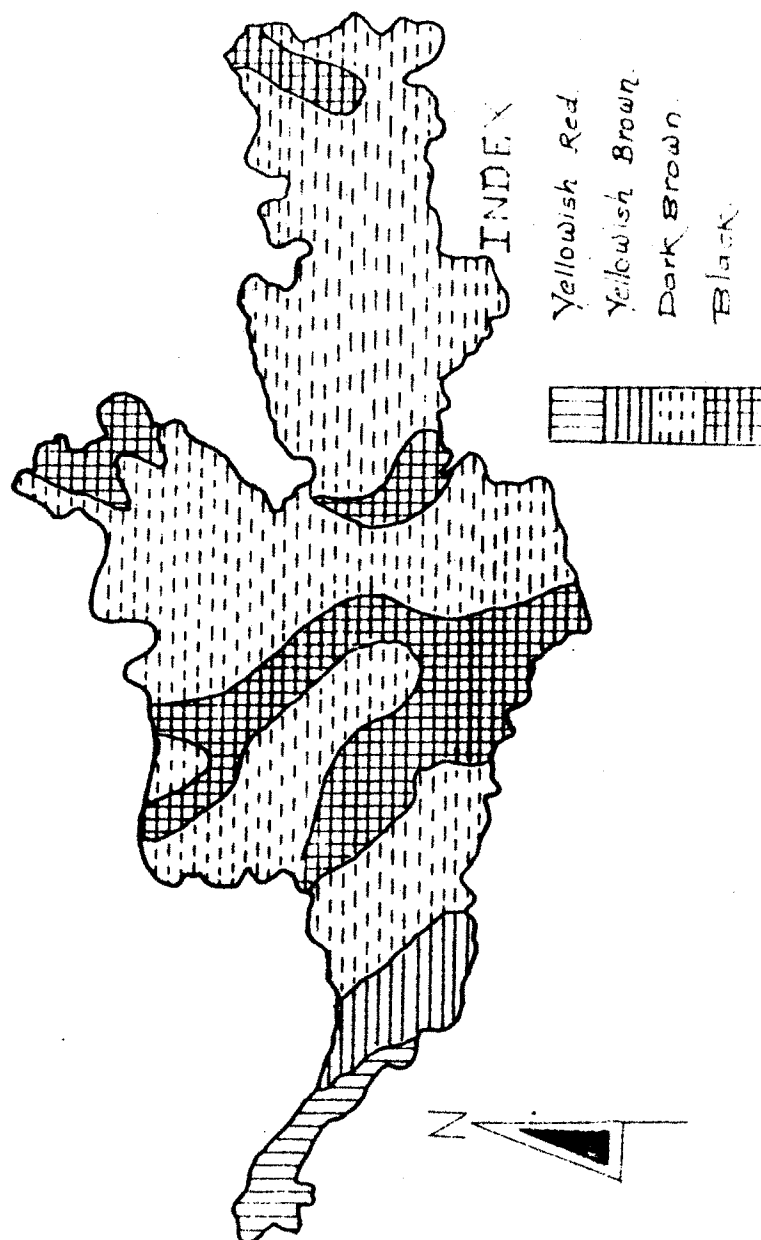 INDEX
Yellowish Red.
Yellowish Brown.
Dark Brown.
Black.
N